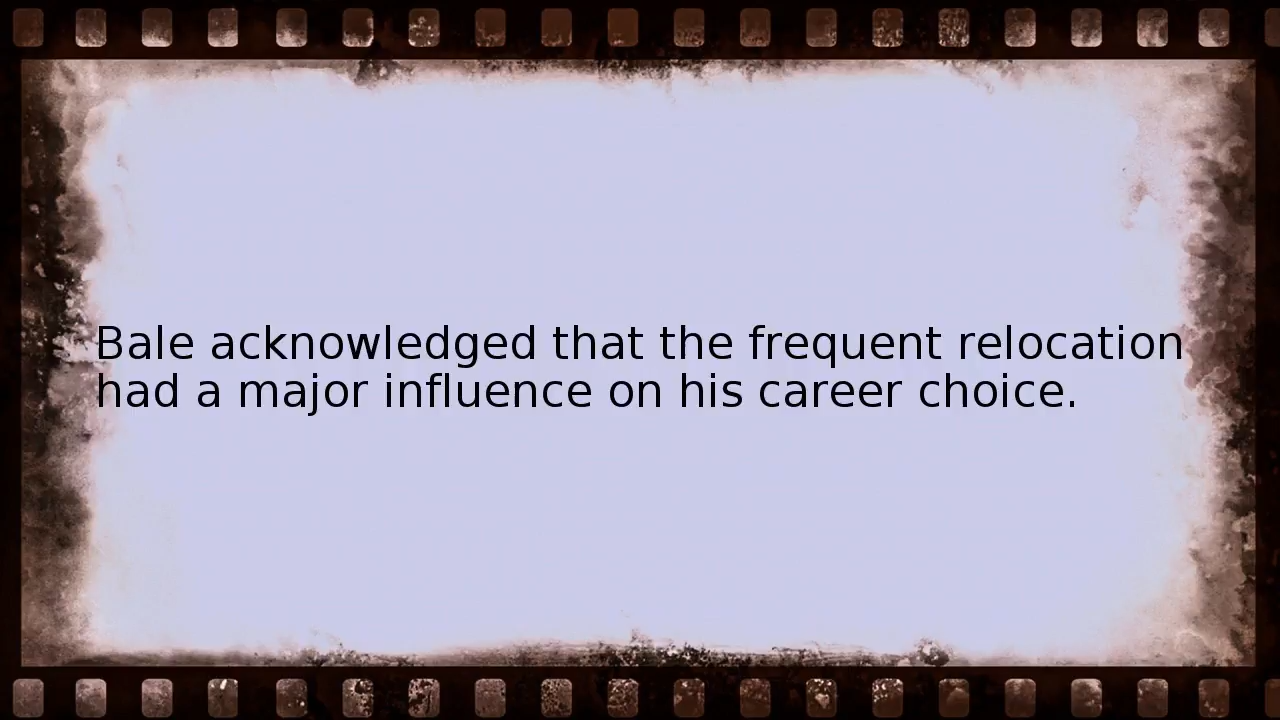 Bale acknowledged that the frequent relocation
had a major influence on his career choice.